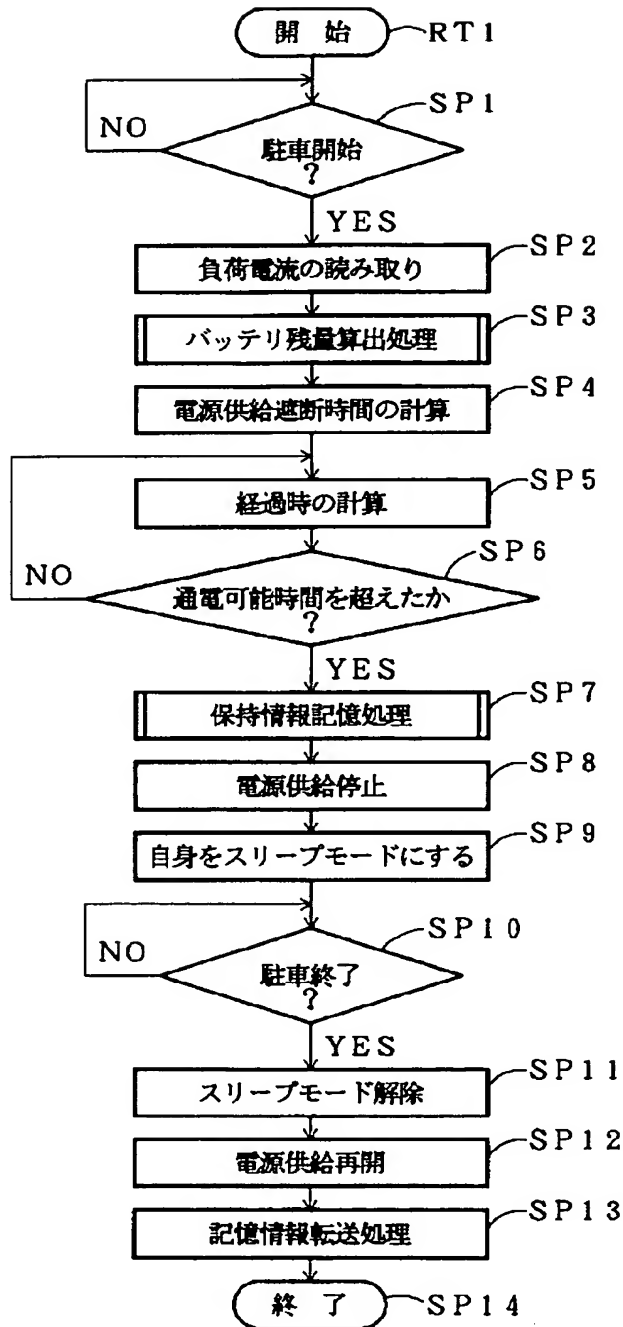 開始 RT1
SP1
NO
駐車開始
?
YES
負荷電流の読み取り SP2
バッテリ残量算出処理 SP3
電源供給遮断時間の計算 SP4
経過時の計算 SP5
SP6
NO
通電可能時間を超えたか
?
YES
保持情報記憶処理 SP7
電源供給停止 SP8
自身をスリープモードにする SP9
SP10
NO
駐車終了
?
YES
スリープモード解除 SP11
電源供給再開 SP12
記憶情報転送処理 SP13
終了 SP14